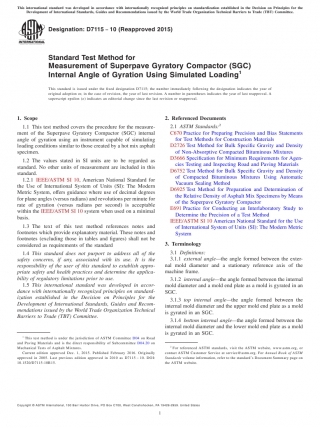 This international standard was developed in accordance with internationally recognized principles on standardization established in the Decision on Principles for the
Development of International Standards, Guides and Recommendations issued by the World Trade Organization Technical Barriers to Trade (TBT) Committee.
Designation: D7115 − 10 (Reapproved 2015)
Standard Test Method for
Measurement of Superpave Gyratory Compactor (SGC)
Internal Angle of Gyration Using Simulated Loading1
This standard is issued under the fixed designation D7115; the number immediately following the designation indicates the year of
original adoption or, in the case of revision, the year of last revision. A number in parentheses indicates the year of last reapproval. A
superscript epsilon (ε) indicates an editorial change since the last revision or reapproval.
1. Scope
1.1 This test method covers the procedure for the measure-
ment of the Superpave Gyratory Compactor (SGC) internal
angle of gyration using an instrument capable of simulating
loading conditions similar to those created by a hot mix asphalt
specimen.
1.2 The values stated in SI units are to be regarded as
standard. No other units of measurement are included in this
standard.
1.2.1 IEEE/ASTM SI 10, American National Standard for
the Use of International System of Units (SI): The Modern
Metric System, offers guidance where use of decimal degrees
for plane angles (versus radians) and revolutions per minute for
rate of gyration (versus radians per second) is acceptable
within the IEEE/ASTM SI 10 system when used on a minimal
basis.
1.3 The text of this test method references notes and
footnotes which provide explanatory material. These notes and
footnotes (excluding those in tables and figures) shall not be
considered as requirements of the standard.
1.4 This standard does not purport to address all of the
safety concerns, if any, associated with its use. It is the
responsibility of the user of this standard to establish appro-
priate safety and health practices and determine the applica-
bility of regulatory limitations prior to use.
1.5 This international standard was developed in accor-
dance with internationally recognized principles on standard-
ization established in the Decision on Principles for the
Development of International Standards, Guides and Recom-
mendations issued by the World Trade Organization Technical
Barriers to Trade (TBT) Committee.
1 This test method is under the jurisdiction of ASTM Committee D04 on Road
and Paving Materials and is the direct responsibility of Subcommittee D04.20 on
Mechanical Tests of Asphalt Mixtures.
Current edition approved Dec. 1, 2015. Published February 2016. Originally
approved in 2005. Last previous edition approved in 2010 as D7115 – 10. DOI:
10.1520/D7115-10R15.
2. Referenced Documents
2.1 ASTM Standards:2
C670 Practice for Preparing Precision and Bias Statements
for Test Methods for Construction Materials
D2726 Test Method for Bulk Specific Gravity and Density
of Non-Absorptive Compacted Bituminous Mixtures
D3666 Specification for Minimum Requirements for Agen-
cies Testing and Inspecting Road and Paving Materials
D6752 Test Method for Bulk Specific Gravity and Density
of Compacted Bituminous Mixtures Using Automatic
Vacuum Sealing Method
D6925 Test Method for Preparation and Determination of
the Relative Density of Asphalt Mix Specimens by Means
of the Superpave Gyratory Compactor
E691 Practice for Conducting an Interlaboratory Study to
Determine the Precision of a Test Method
IEEE/ASTM SI 10 American National Standard for the Use
of International System of Units (SI): The Modern Metric
System
3. Terminology
3.1 Definitions:
3.1.1 external angle—the angle formed between the exter-
nal mold diameter and a stationary reference axis of the
machine frame.
3.1.2 internal angle—the angle formed between the internal
mold diameter and a mold end plate as a mold is gyrated in an
SGC.
3.1.3 top internal angle—the angle formed between the
internal mold diameter and the upper mold end plate as a mold
is gyrated in an SGC.
3.1.4 bottom internal angle—the angle formed between the
internal mold diameter and the lower mold end plate as a mold
is gyrated in an SGC.
2 For referenced ASTM standards, visit the ASTM website, www.astm.org, or
contact ASTM Customer Service at service@astm.org. For Annual Book of ASTM
Standards volume information, refer to the standard's Document Summary page on
the ASTM website.
Copyright © ASTM International, 100 Barr Harbor Drive, PO Box C700, West Conshohocken, PA 19428-2959. United States
1